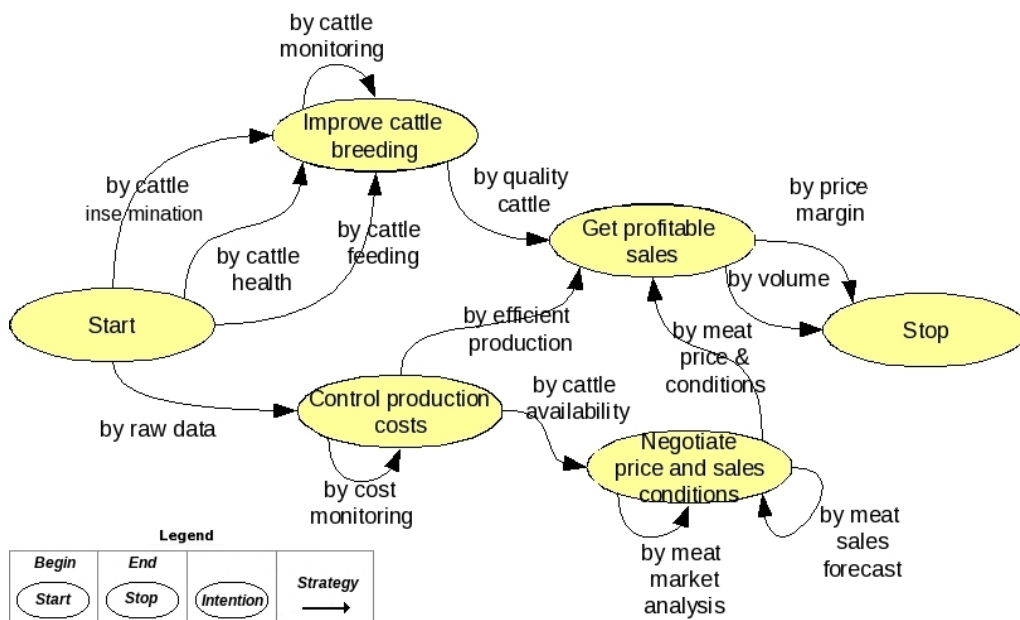 by cattle
monitoring
Improve cattle
breeding
by cattle
inse mination
by cattle
health
by cattle
feeding
by quality
cattle
Get profitable
sales
by price
margin
by volume
Start
Stop
by efficient
production
by meat
price &
conditions
by raw data
Control production
costs
by cattle
availability
Negotiate
price and sales
conditions
by cost
monitoring
by meat
market
analysis
by meat
sales
forecast
Legend
Begin
End
Start
Stop
Intention
Strategy